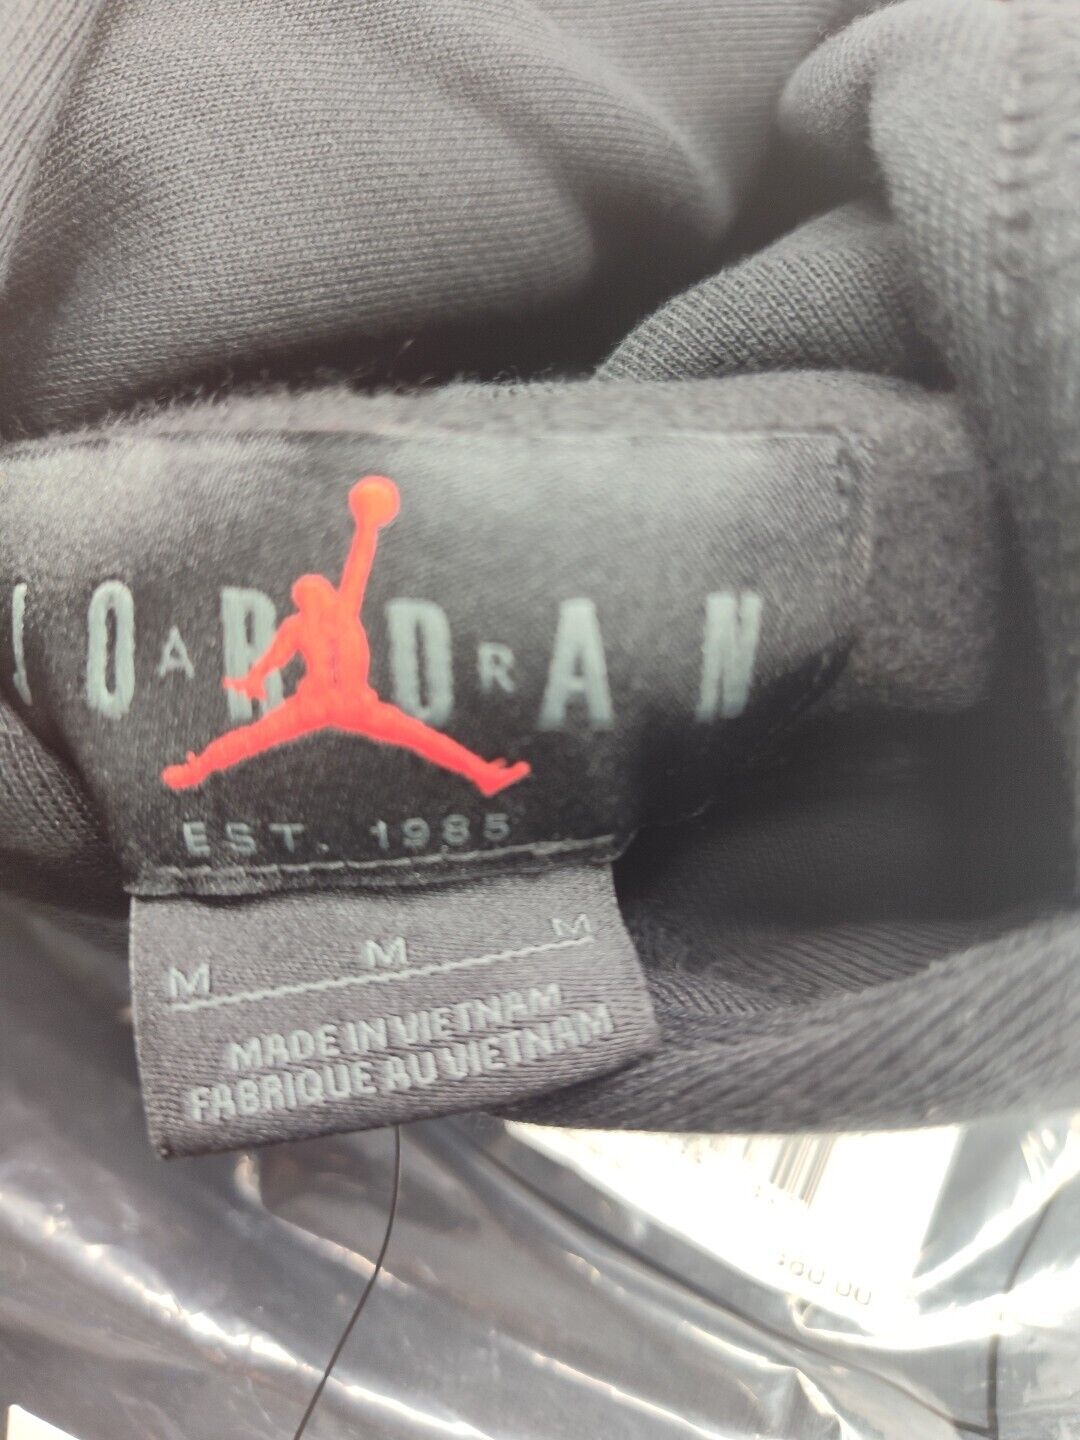 JORDAN
AIR
EST. 1985
M M M
MADE IN VIETNAM
FABRIQUE AU VIETNAM